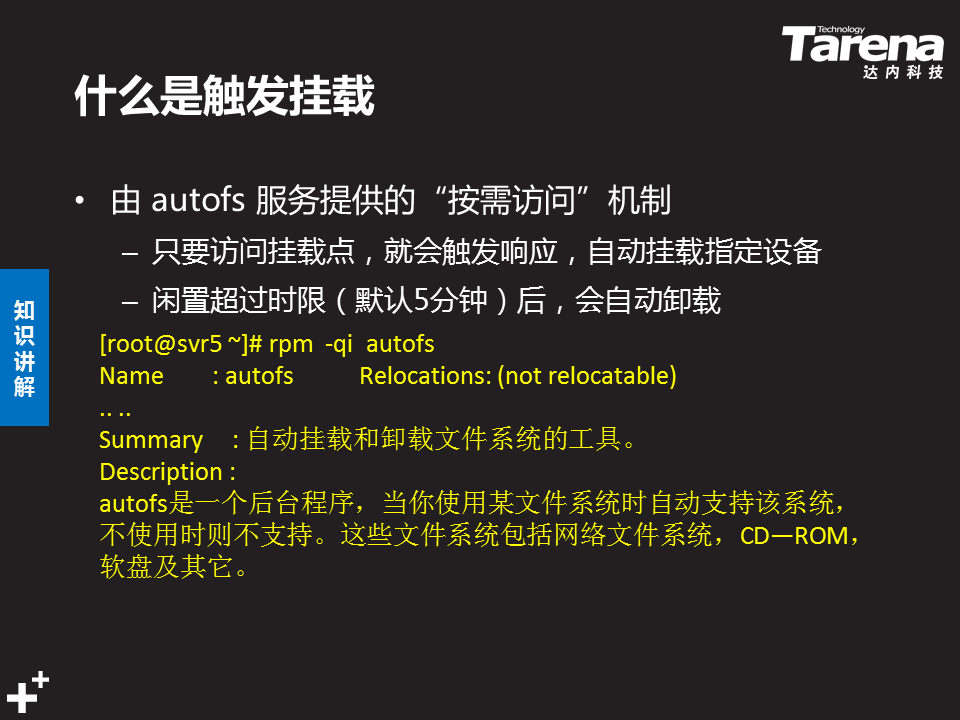 Technology
Tarena
达内科技
什么是触发挂载
• 由 autofs 服务提供的“按需访问”机制
– 只要访问挂载点，就会触发响应，自动挂载指定设备
– 闲置超过时限（默认5分钟）后，会自动卸载
知识讲解
[root@svr5 ~]# rpm -qi autofs
Name : autofs Relocations: (not relocatable)
.. ..
Summary : 自动挂载和卸载文件系统的工具。
Description :
autofs是一个后台程序，当你使用某文件系统时自动支持该系统，
不使用时则不支持。这些文件系统包括网络文件系统，CD—ROM，
软盘及其它。